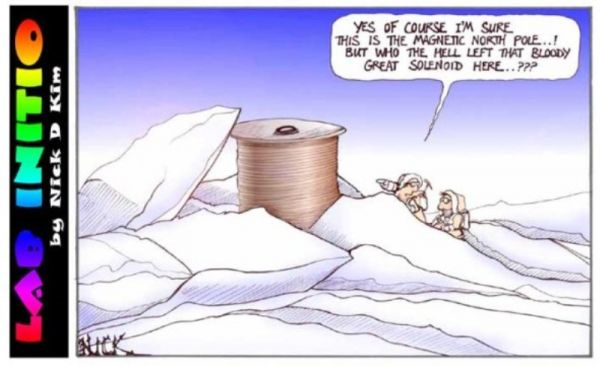 LAB INITIO
by Nick D Kim
YES OF COURSE I'M SURE
THIS IS THE MAGNETIC NORTH POLE...!
BUT WHO THE HELL LEFT THAT BLOODY
GREAT SOLENOID HERE...???
NICK